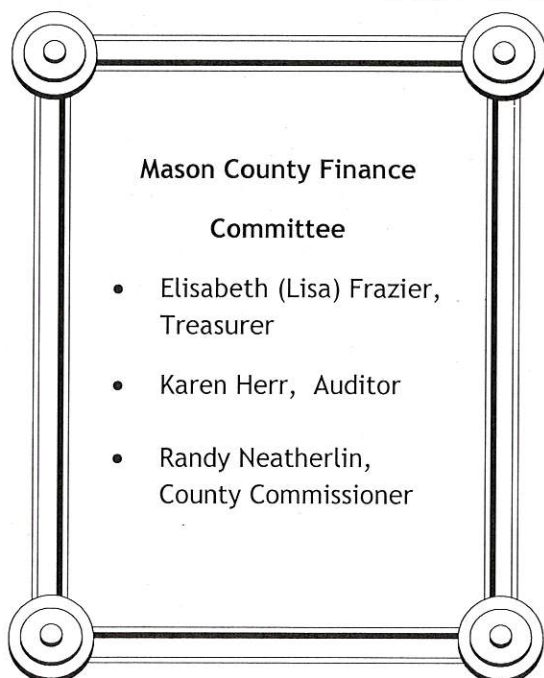 Mason County Finance
Committee
• Elisabeth (Lisa) Frazier,
Treasurer
• Karen Herr, Auditor
• Randy Neatherlin,
County Commissioner